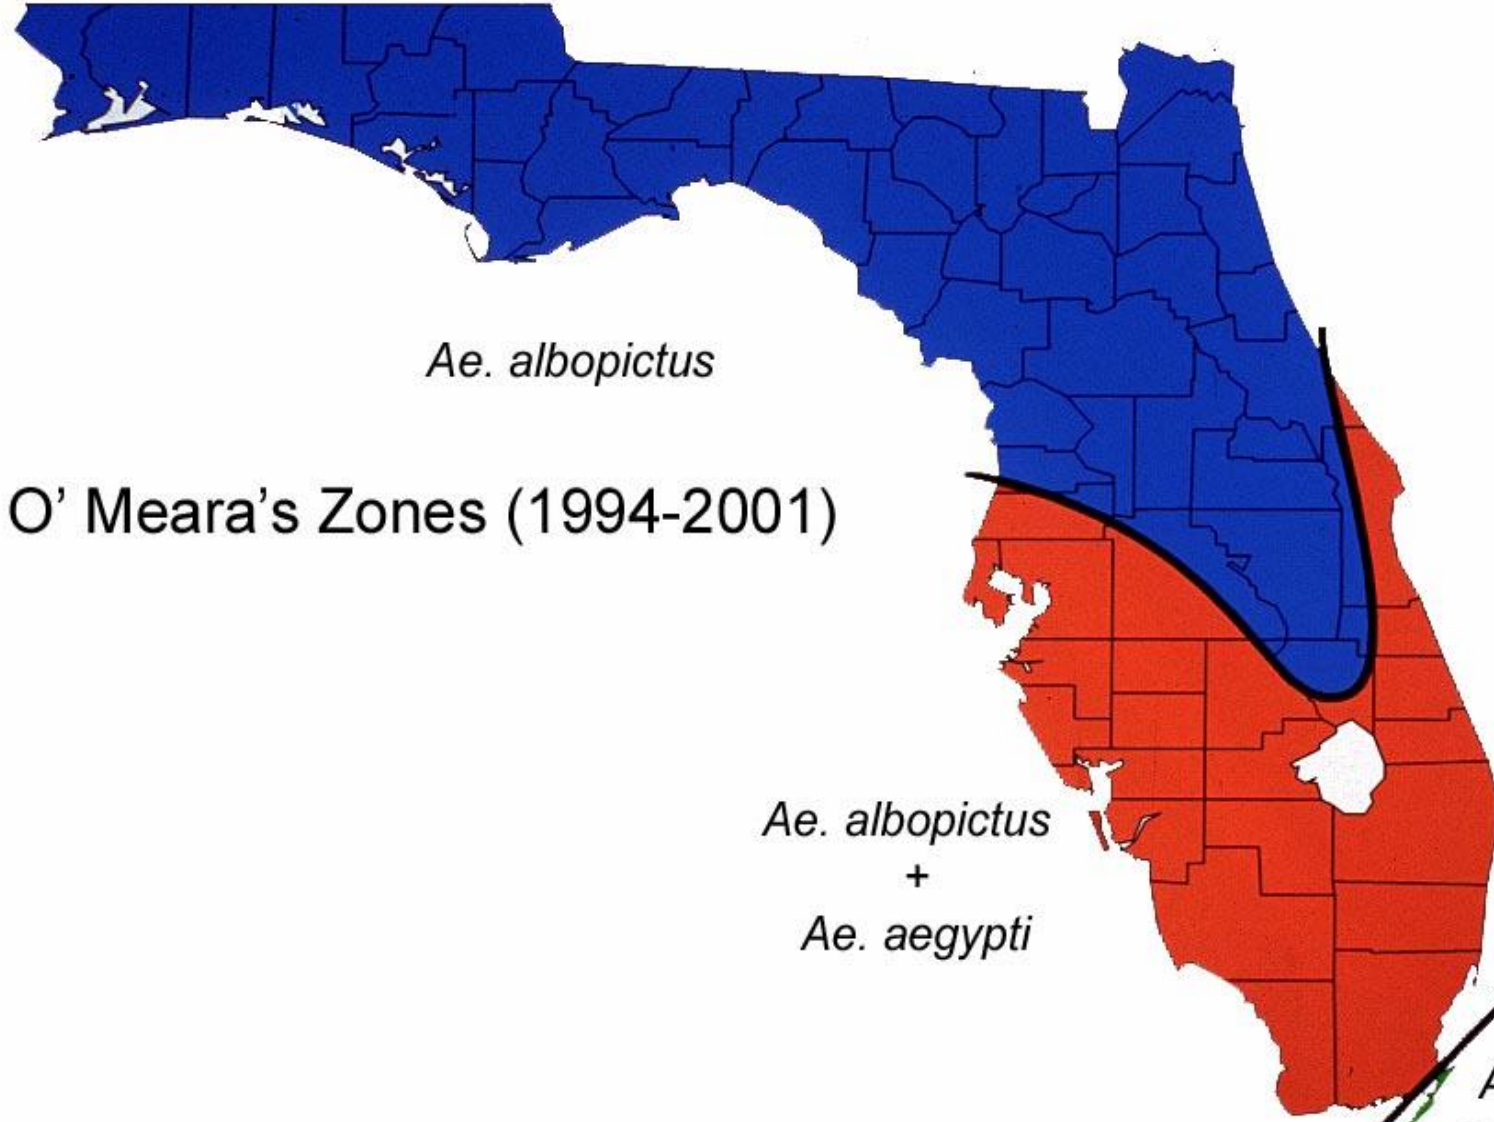 Ae. albopictus
O’ Meara’s Zones (1994-2001)
Ae. albopictus
+
Ae. aegypti